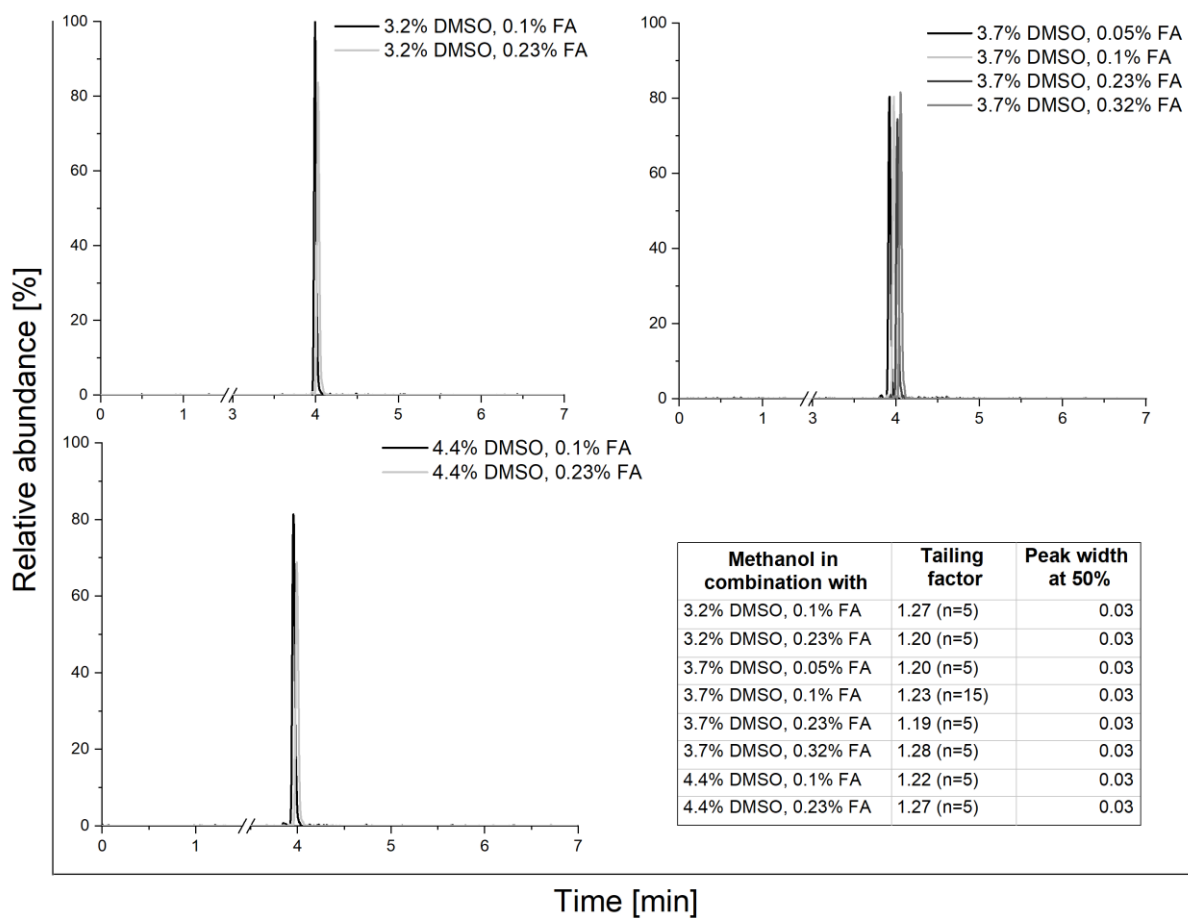 Relative abundance [%]
100
80
60
40
20
0
3.2% DMSO, 0.1% FA
3.2% DMSO, 0.23% FA
0 1 3 4 5 6 7
100
80
60
40
20
0
3.7% DMSO, 0.05% FA
3.7% DMSO, 0.1% FA
3.7% DMSO, 0.23% FA
3.7% DMSO, 0.32% FA
0 1 3 4 5 6 7
100
80
60
40
20
0
4.4% DMSO, 0.1% FA
4.4% DMSO, 0.23% FA
0 1 4 5 6 7
Methanol in combination with Tailing factor Peak width at 50%
3.2% DMSO, 0.1% FA 1.27 (n=5) 0.03
3.2% DMSO, 0.23% FA 1.20 (n=5) 0.03
3.7% DMSO, 0.05% FA 1.20 (n=5) 0.03
3.7% DMSO, 0.1% FA 1.23 (n=15) 0.03
3.7% DMSO, 0.23% FA 1.19 (n=5) 0.03
3.7% DMSO, 0.32% FA 1.28 (n=5) 0.03
4.4% DMSO, 0.1% FA 1.22 (n=5) 0.03
4.4% DMSO, 0.23% FA 1.27 (n=5) 0.03
Time [min]